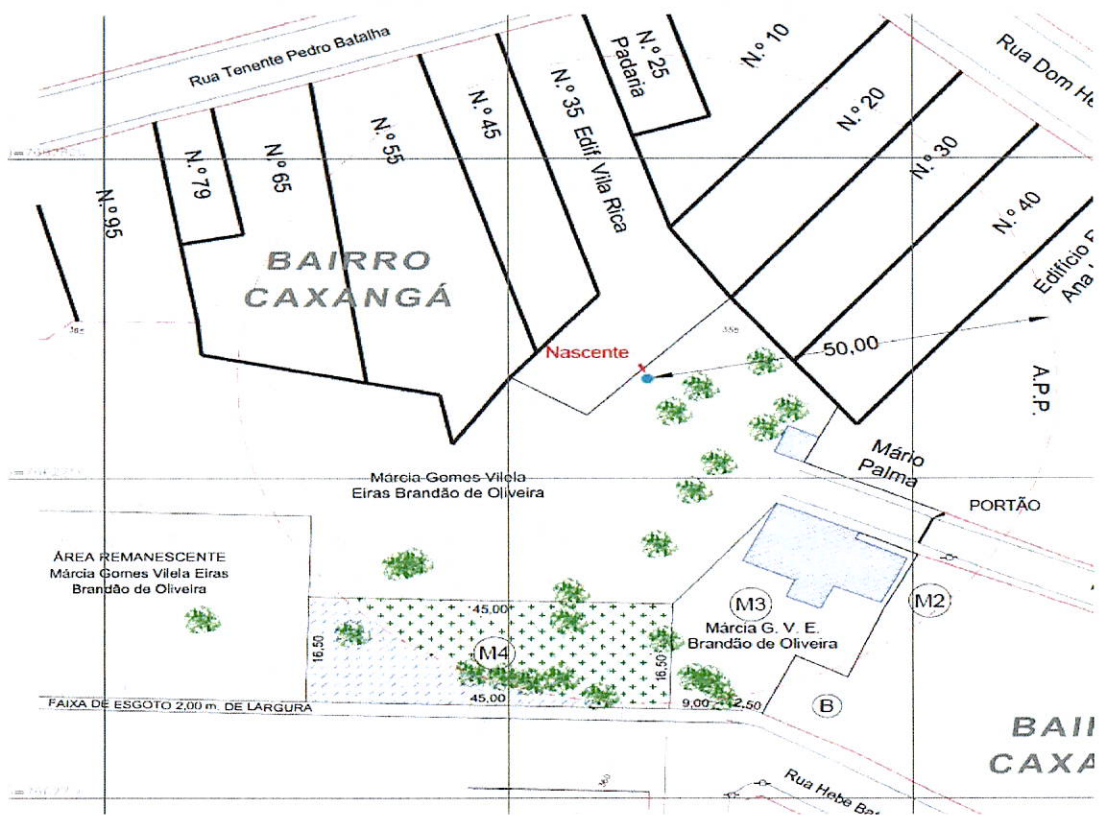 Rua Tenente Pedro Batalha
N.º 25
Padaria
N.º 10
Rua Dom He
N.º 20
N.º 30
N.º 40
Edifício
Ana
N.º 35 Edif. Vila Rica
N.º 45
N.º 55
N.º 65
N.º 79
N.º 95
BAIRRO
CAXANGÁ
355
Nascente
50,00
A.P.P.
Márcia Gomes Vilela
Eiras Brandão de Oliveira
Mário
Palma
PORTÃO
ÁREA REMANESCENTE
Márcia Gomes Vilela Eiras
Brandão de Oliveira
M3
M2
Márcia G. V. E.
Brandão de Oliveira
45,00
16,50
M4
16,50
45,00
9,00
2,50
B
FAIXA DE ESGOTO 2,00 m. DE LARGURA
BAI
CAXA
360
Rua Hebe Bat